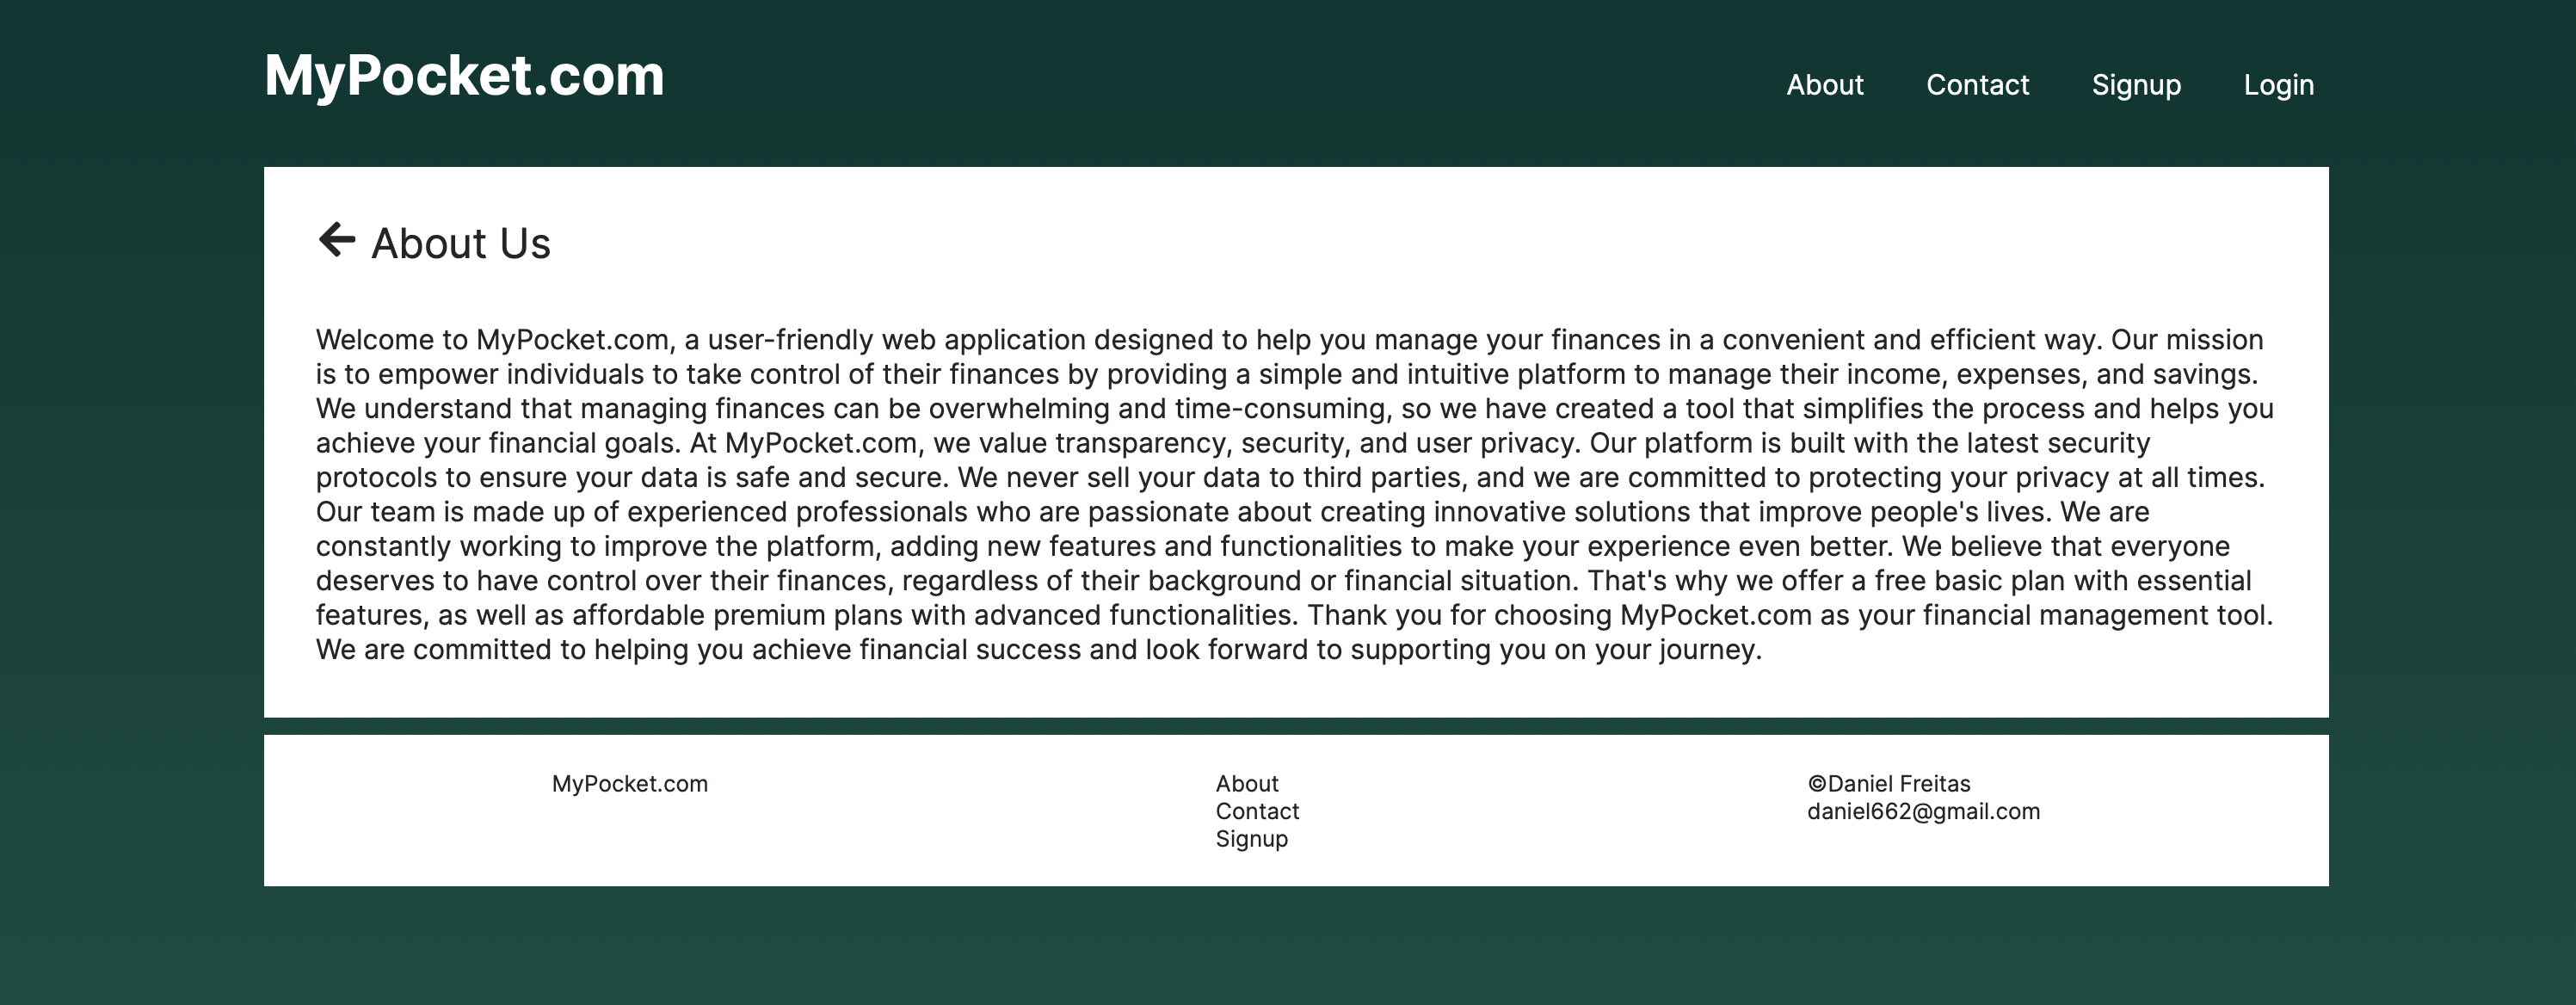 MyPocket.com
About Contact Signup Login
About Us
Welcome to MyPocket.com, a user-friendly web application designed to help you manage your finances in a convenient and efficient way. Our mission
is to empower individuals to take control of their finances by providing a simple and intuitive platform to manage their income, expenses, and savings.
We understand that managing finances can be overwhelming and time-consuming, so we have created a tool that simplifies the process and helps you
achieve your financial goals. At MyPocket.com, we value transparency, security, and user privacy. Our platform is built with the latest security
protocols to ensure your data is safe and secure. We never sell your data to third parties, and we are committed to protecting your privacy at all times.
Our team is made up of experienced professionals who are passionate about creating innovative solutions that improve people's lives. We are
constantly working to improve the platform, adding new features and functionalities to make your experience even better. We believe that everyone
deserves to have control over their finances, regardless of their background or financial situation. That's why we offer a free basic plan with essential
features, as well as affordable premium plans with advanced functionalities. Thank you for choosing MyPocket.com as your financial management tool.
We are committed to helping you achieve financial success and look forward to supporting you on your journey.
MyPocket.com
About
Contact
Signup
©Daniel Freitas
daniel662@gmail.com